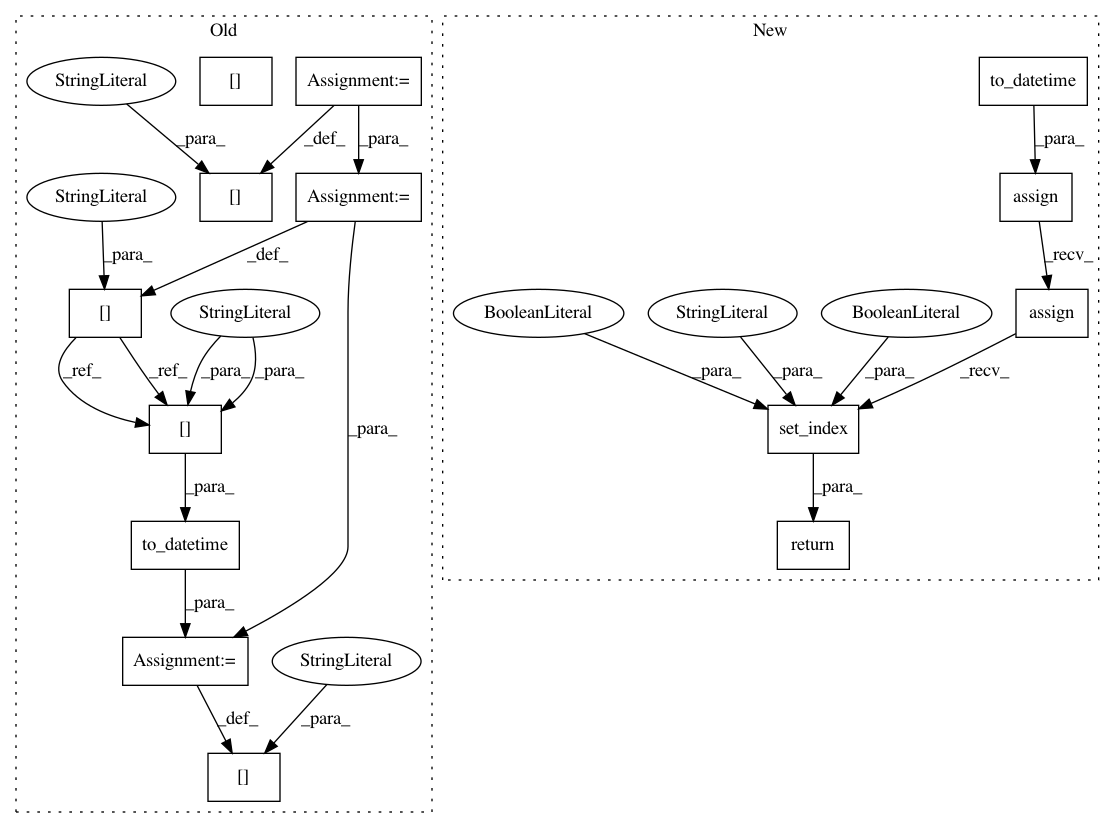 Old
StringLiteral
[]
Assignment:=
_para_
_def_
_para_
StringLiteral
[]
Assignment:=
_para_
_def_
[]
StringLiteral
_ref_
_ref_
_para_
_para_
[]
_para_
_para_
to_datetime
_para_
Assignment:=
StringLiteral
_def_
_para_
[]
New
to_datetime
_para_
assign
_recv_
BooleanLiteral
StringLiteral
BooleanLiteral
assign
_para_
_para_
_para_
_recv_
set_index
_para_
return